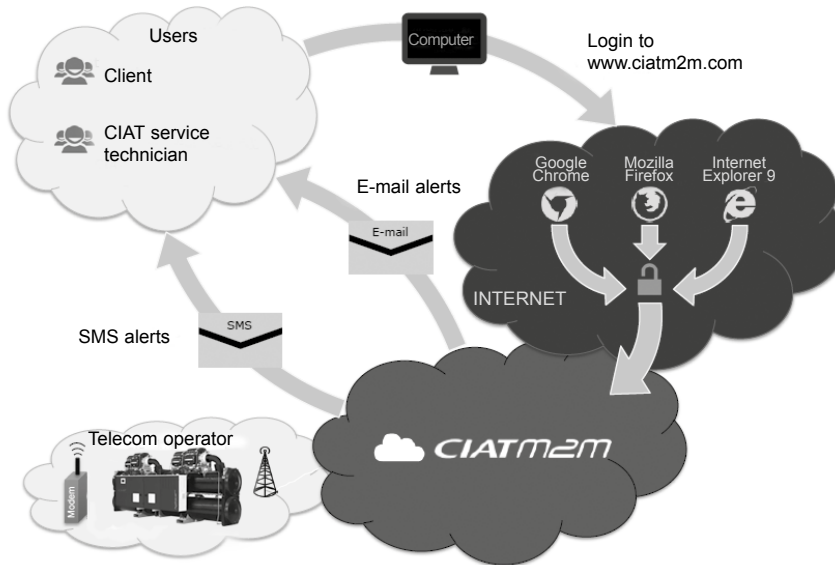 Users
Client
CIAT service
technician
Computer
Login to
www.ciatm2m.com
Google
Chrome
Mozilla
Firefox
Internet
Explorer 9
INTERNET
E-mail alerts
E-mail
SMS alerts
SMS
CIATM2M
Telecom operator
Modem